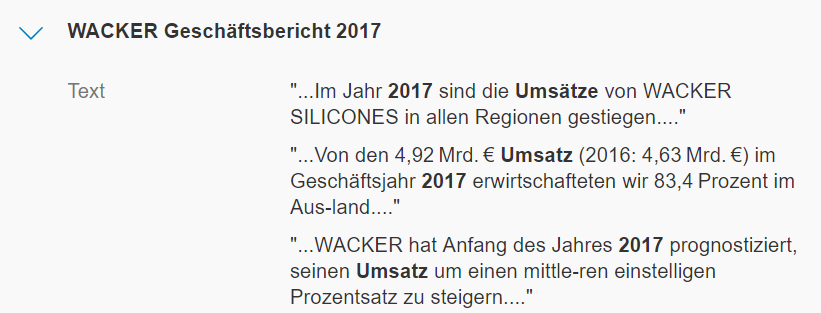 WACKER Geschäftsbericht 2017
Text
"...Im Jahr 2017 sind die Umsätze von WACKER
SILICONES in allen Regionen gestiegen...."
"...Von den 4,92 Mrd. € Umsatz (2016: 4,63 Mrd. €) im
Geschäftsjahr 2017 erwirtschafteten wir 83,4 Prozent im
Aus-land...."
"...WACKER hat Anfang des Jahres 2017 prognostiziert,
seinen Umsatz um einen mittle-ren einstelligen
Prozentsatz zu steigern...."